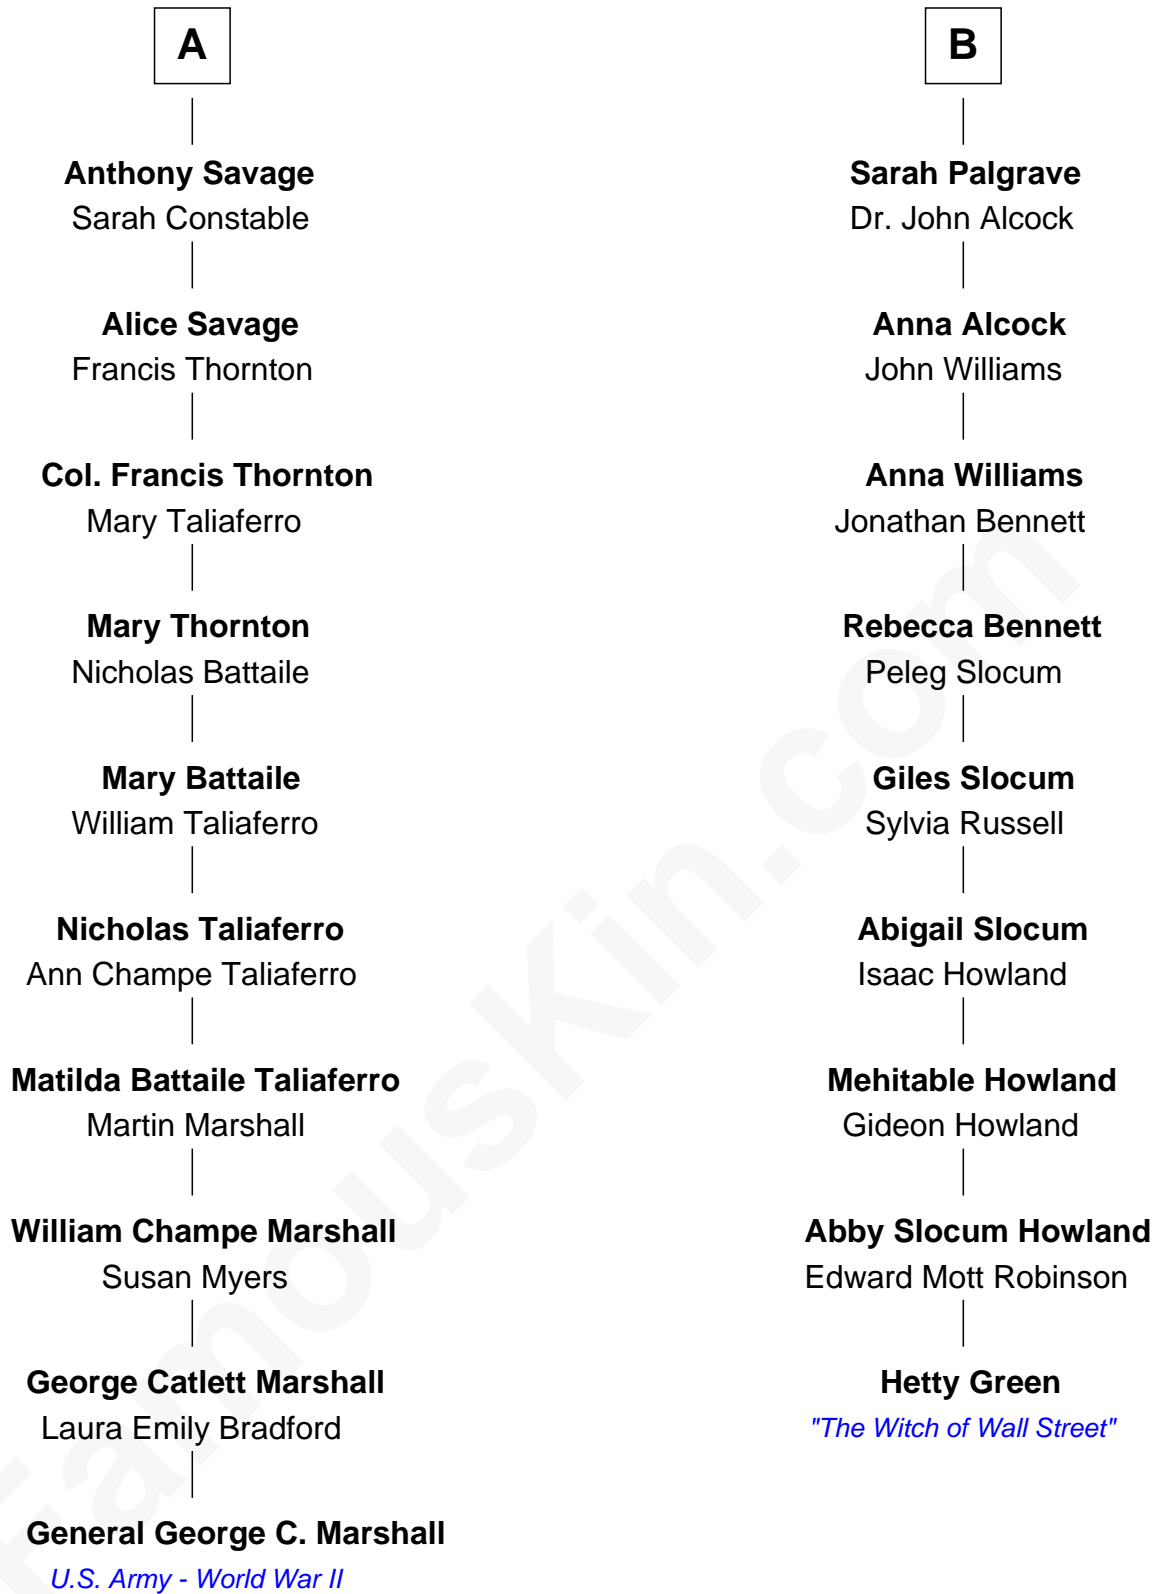 A
Anthony Savage
Sarah Constable
Alice Savage
Francis Thornton
Col. Francis Thornton
Mary Taliaferro
Mary Thornton
Nicholas Battaile
Mary Battaile
William Taliaferro
Nicholas Taliaferro
Ann Champe Taliaferro
Matilda Battaile Taliaferro
Martin Marshall
William Champe Marshall
Susan Myers
George Catlett Marshall
Laura Emily Bradford
General George C. Marshall
U.S. Army - World War II
B
Sarah Palgrave
Dr. John Alcock
Anna Alcock
John Williams
Anna Williams
Jonathan Bennett
Rebecca Bennett
Peleg Slocum
Giles Slocum
Sylvia Russell
Abigail Slocum
Isaac Howland
Mehitable Howland
Gideon Howland
Abby Slocum Howland
Edward Mott Robinson
Hetty Green
"The Witch of Wall Street"
FamousKin.com